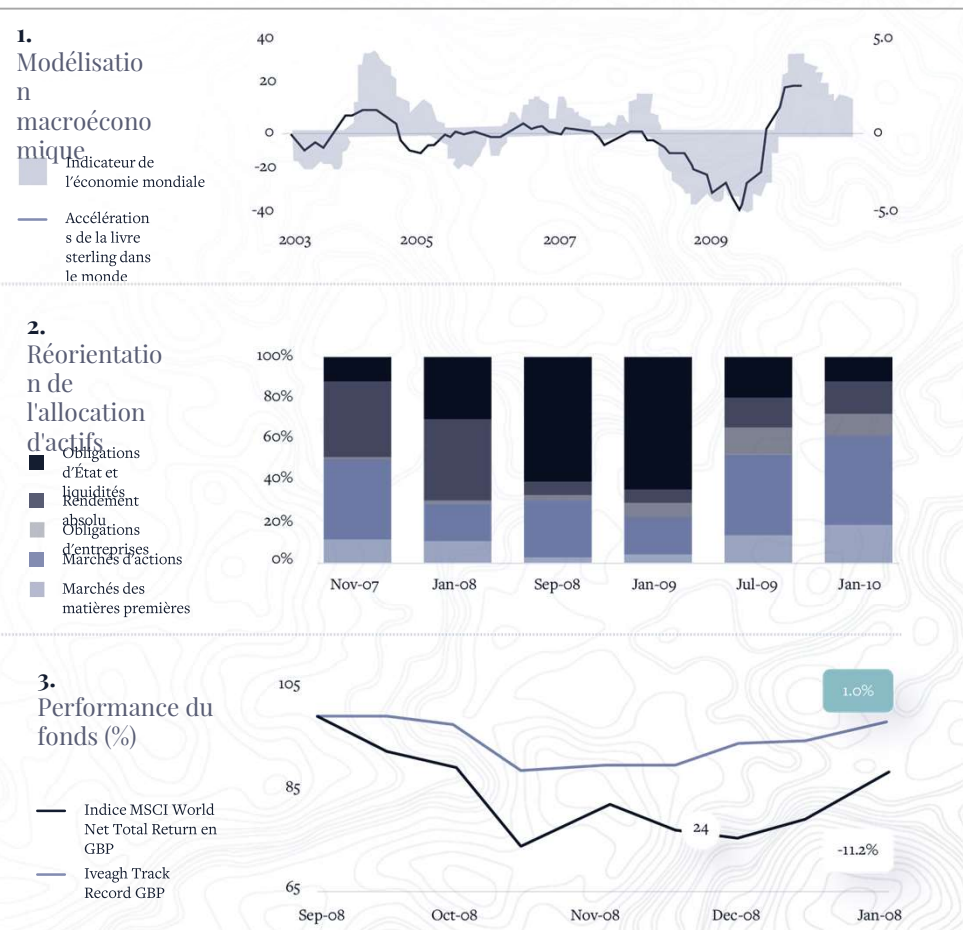 1.
Modélisatio
n
macroécono
mique
Indicateur de
l'économie mondiale
Accélération
s de la livre
sterling dans
le monde
40
20
0
-20
-40
5.0
0
-5.0
2003
2005
2007
2009
2.
Réorientatio
n de
l'allocation
d'actifs
Obligations
d'État et
liquidités
Rendement
absolu
Obligations
d'entreprises
Marchés d'actions
Marchés des
matières premières
100%
80%
60%
40%
20%
0%
Nov-07
Jan-08
Sep-08
Jan-09
Jul-09
Jan-10
3.
Performance du
fonds (%)
Indice MSCI World
Net Total Return en
GBP
Iveagh Track
Record GBP
105
85
65
1.0%
24
-11.2%
Sep-08
Oct-08
Nov-08
Dec-08
Jan-08